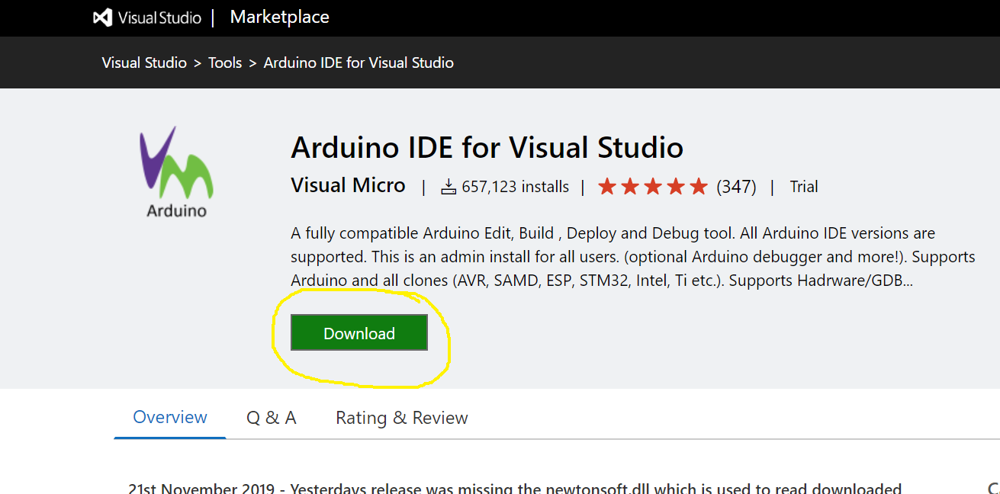 Visual Studio | Marketplace
Visual Studio > Tools > Arduino IDE for Visual Studio
Arduino
Arduino IDE for Visual Studio
Visual Micro | 657,123 installs | (347) | Trial
A fully compatible Arduino Edit, Build , Deploy and Debug tool. All Arduino IDE versions are
supported. This is an admin install for all users. (optional Arduino debugger and more!). Supports
Arduino and all clones (AVR, SAMD, ESP, STM32, Intel, Ti etc.). Supports Hadrware/GDB...
Download
Overview Q & A Rating & Review
21st November 2019 - Yesterdays release was missing the newtonsoft.dll which is used to read downloaded